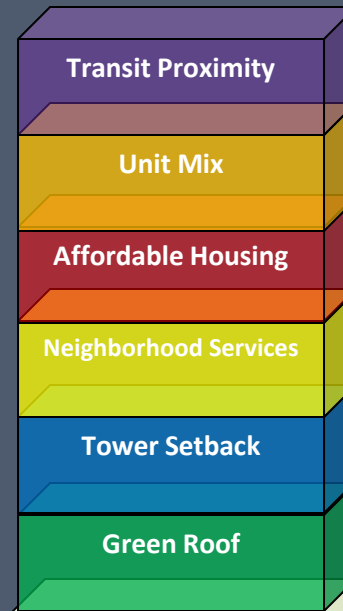 Transit Proximity
Unit Mix
Affordable Housing
Neighborhood Services
Tower Setback
Green Roof